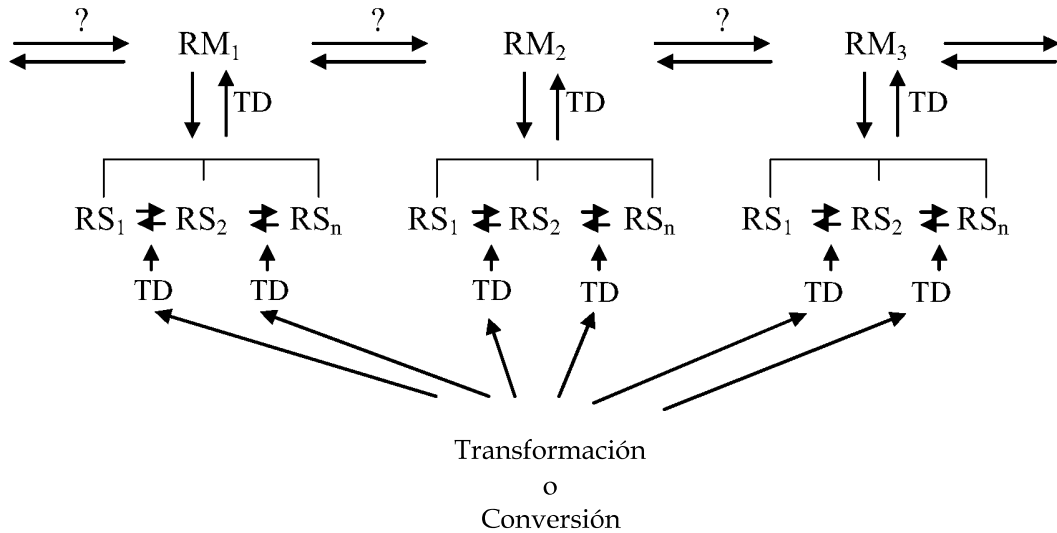 ? ? ?
RM₁ RM₂ RM₃
TD TD TD
RS₁ RS₂ RSₙ RS₁ RS₂ RSₙ RS₁ RS₂ RSₙ
TD TD TD TD TD TD
Transformación
o
Conversión